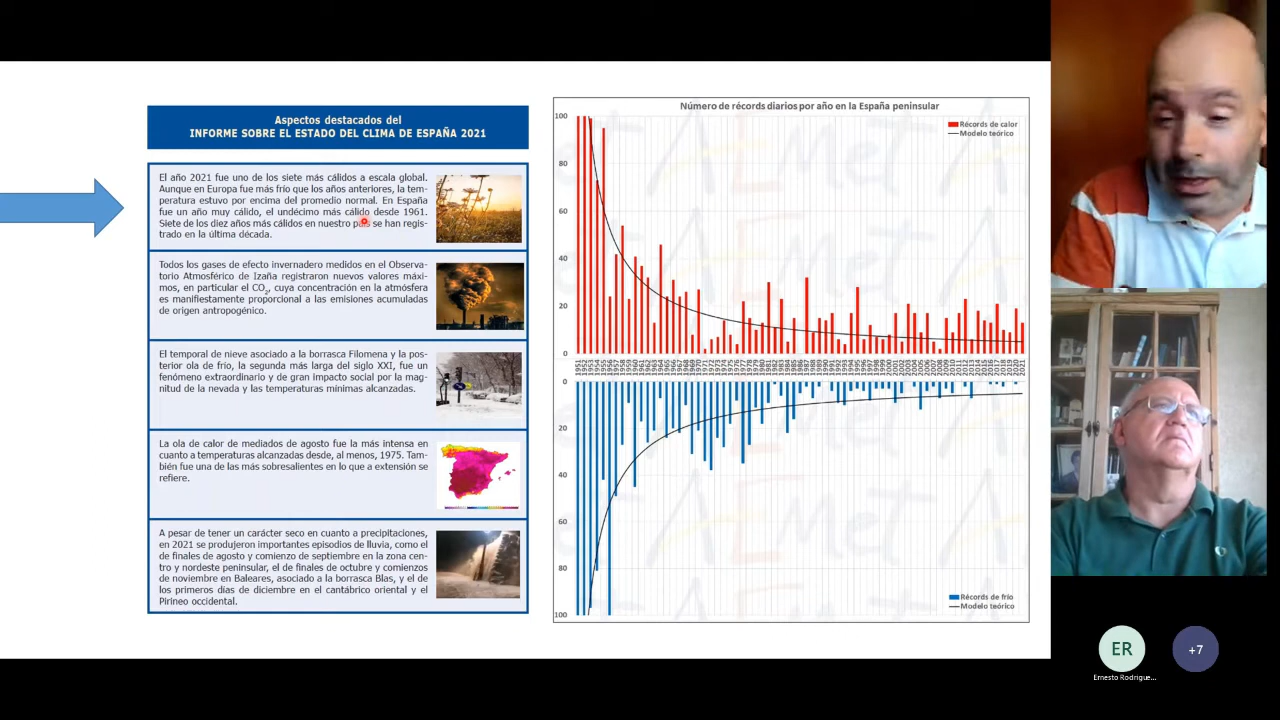 Aspectos destacados del
INFORME SOBRE EL ESTADO DEL CLIMA DE ESPAÑA 2021
El año 2021 fue uno de los siete más cálidos a escala global.
Aunque en Europa fue más frío que los años anteriores, la tem-
peratura estuvo por encima del promedio normal. En España
fue un año muy cálido, el undécimo más cálido desde 1961.
Siete de los diez años más cálidos en nuestro país se han regis-
trado en la última década.
Todos los gases de efecto invernadero medidos en el Observa-
torio Atmosférico de Izaña registraron nuevos valores máxi-
mos, en particular el CO2, cuya concentración en la atmósfera
es manifiestamente proporcional a las emisiones acumuladas
de origen antropogénico.
El temporal de nieve asociado a la borrasca Filomena y la pos-
terior ola de frío, la segunda más larga del siglo XXI, fue un
fenómeno extraordinario y de gran impacto social por la mag-
nitud de la nevada y las temperaturas mínimas alcanzadas.
La ola de calor de mediados de agosto fue la más intensa en
cuanto a temperaturas alcanzadas desde, al menos, 1975. Tam-
bién fue una de las más sobresalientes en lo que a extensión se
refiere.
A pesar de tener un carácter seco en cuanto a precipitaciones,
en 2021 se produjeron importantes episodios de lluvia, como el
de finales de agosto y comienzo de septiembre en la zona cen-
tro y nordeste peninsular, el de finales de octubre y comienzos
de noviembre en Baleares, asociado a la borrasca Blas, y el de
los primeros días de diciembre en el cantábrico oriental y el
Pirineo occidental.
Número de récords diarios por año en la España peninsular
Récords de calor
Modelo teórico
100
80
60
40
20
0
0
20
40
60
80
100
Récords de frío
Modelo teórico
AEMet
ER
+7
Ernesto Rodrigue...